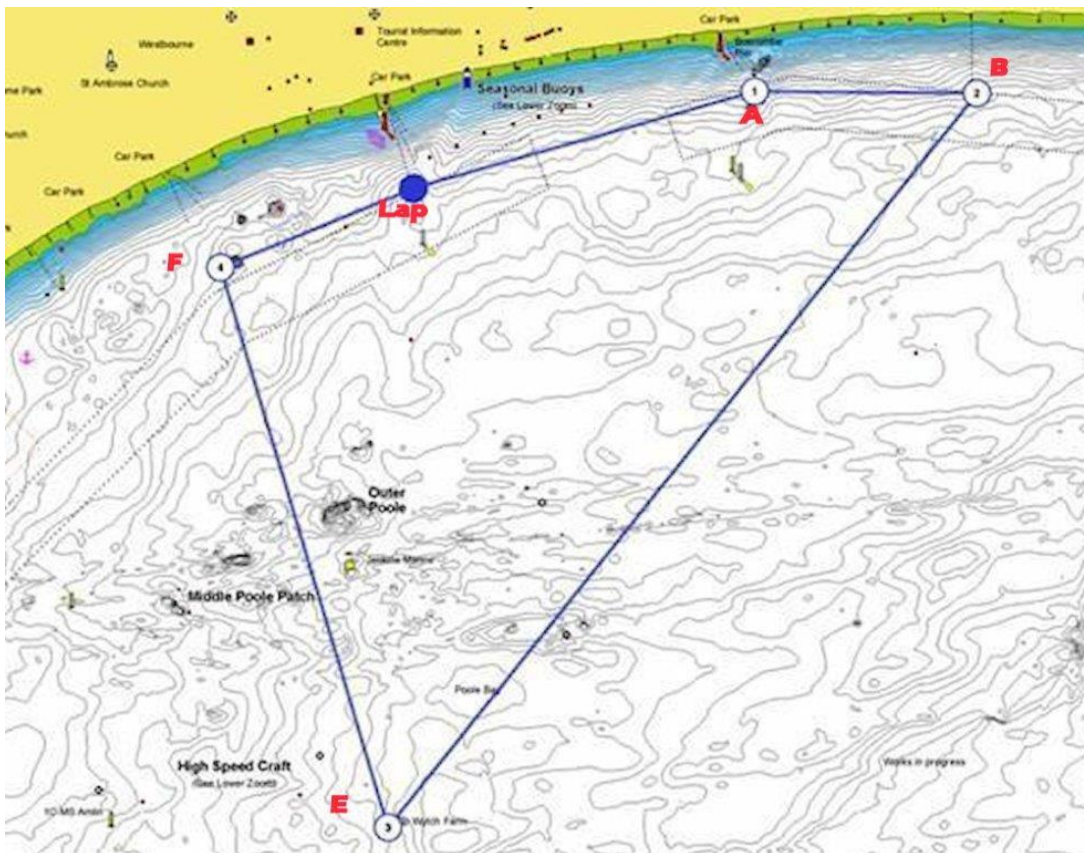 Westbourne
Tourist Information
Centre
Car Park
St Ambrose Church
Car Park
Seasonal Buoys
(See Lower Zoom)
1
2
B
A
Car Park
Car Park
Lap
F
4
Outer
Poole
Middle Poole Patch
Poole Bay
High Speed Craft
(See Lower Zoom)
Works in progress
E
3